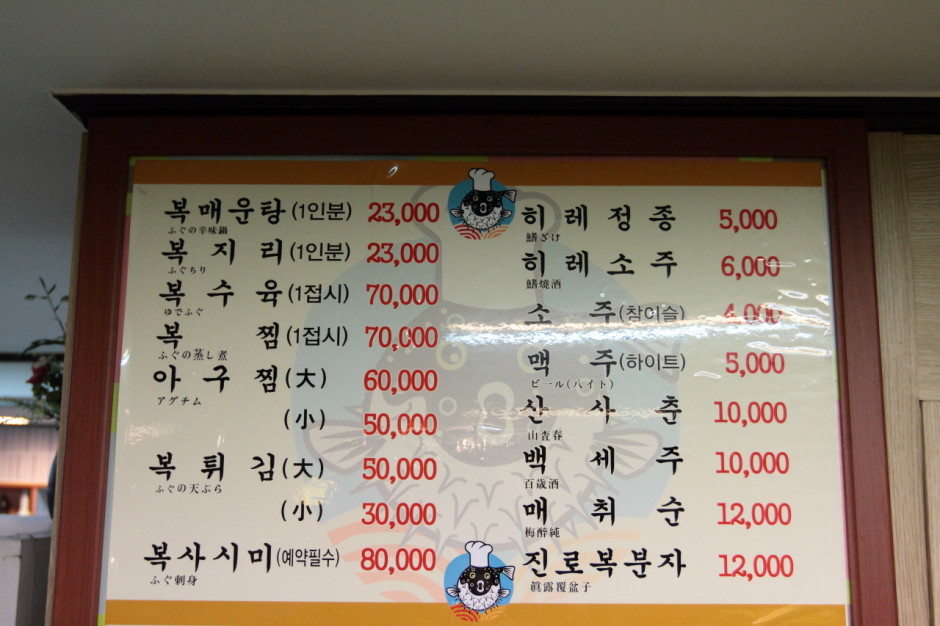 복매운탕(1인분) 23,000
ふぐの辛味鍋
복지리(1인분) 23,000
ふぐちり
복수육(1접시) 70,000
ゆでふぐ
복찜(1접시) 70,000
ふぐの蒸し煮
아구찜(大) 60,000
アグチム
(小) 50,000
복튀김(大) 50,000
ふぐの天ぷら
(小) 30,000
복사시미(예약필수) 80,000
ふぐ刺身
히레정종 5,000
鰭ざけ
히레소주 6,000
鰭燒酒
소주(참이슬) 4,000
맥주(하이트) 5,000
ビール(ハイト)
산사춘 10,000
山査春
백세주 10,000
百歲酒
매취순 12,000
梅醉純
진로복분자 12,000
眞露覆盆子